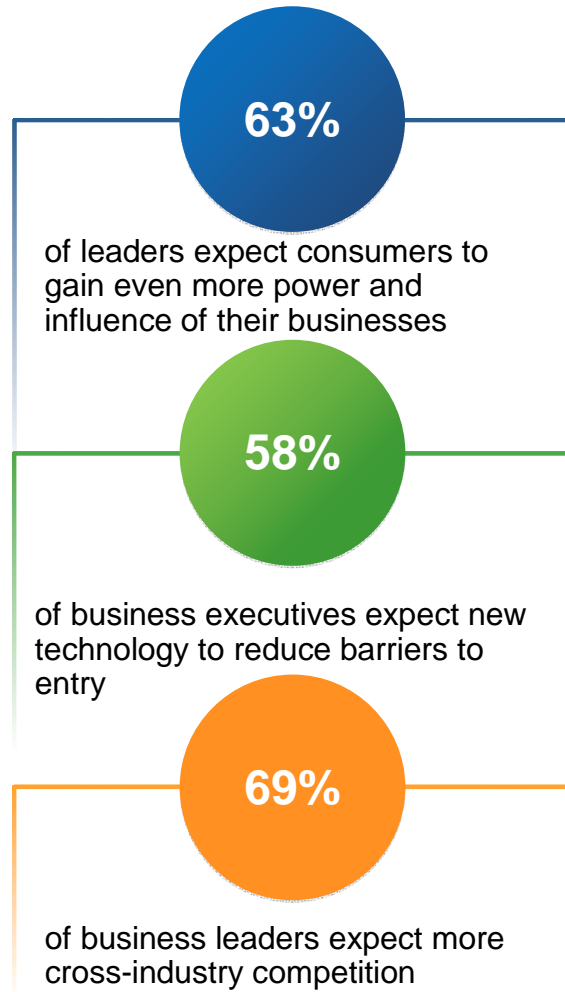 63%
of leaders expect consumers to
gain even more power and
influence of their businesses
58%
of business executives expect new
technology to reduce barriers to
entry
69%
of business leaders expect more
cross-industry competition